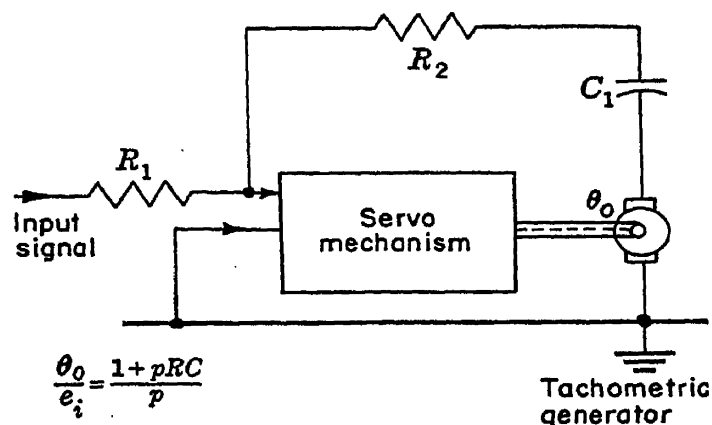 R₂
C₁
R₁
Input
signal
Servo
mechanism
θ₀
θ₀/eᵢ = (1+pRC)/p
Tachometric
generator